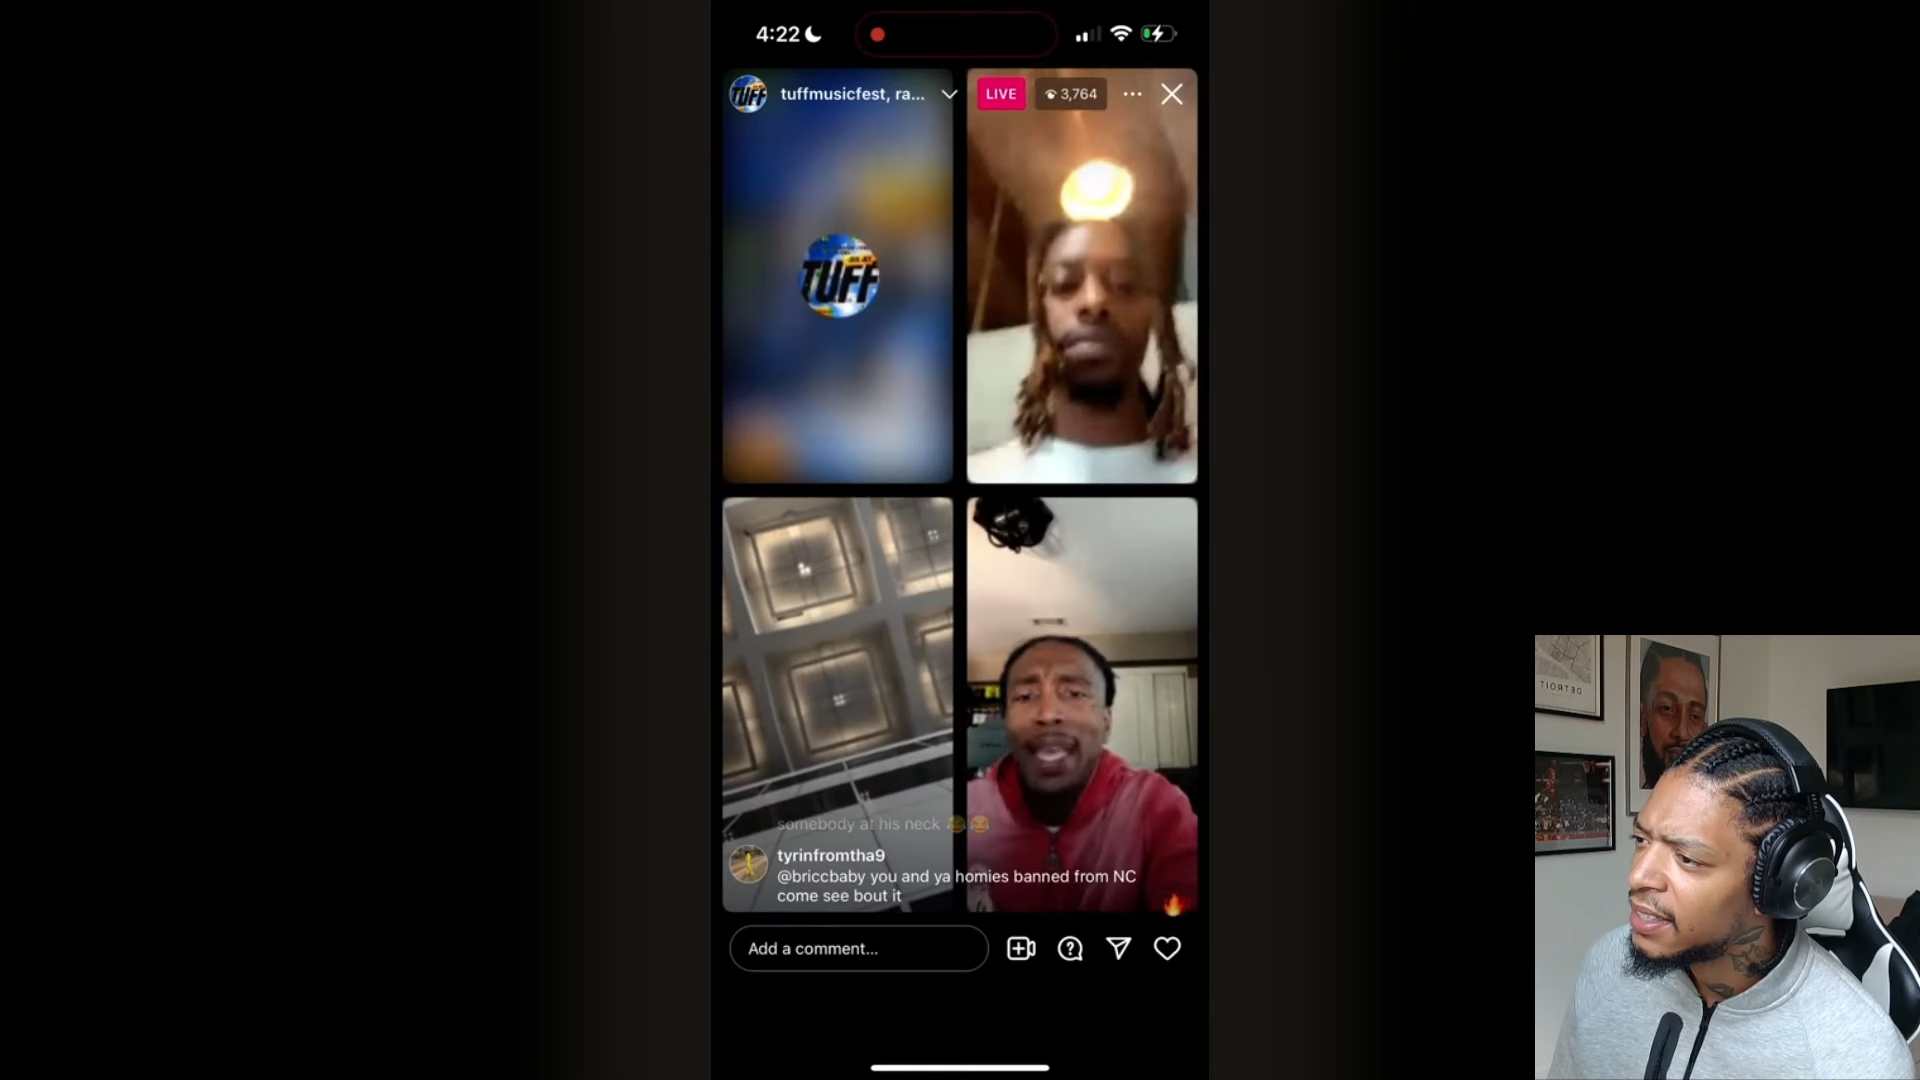 4:22
tuffmusicfest, ra...
LIVE
3,764
TUFF
TUFF
somebody at his neck 😂😂
tyrinfromtha9
@briccbaby you and ya homies banned from NC
come see bout it
Add a comment...
DETROIT